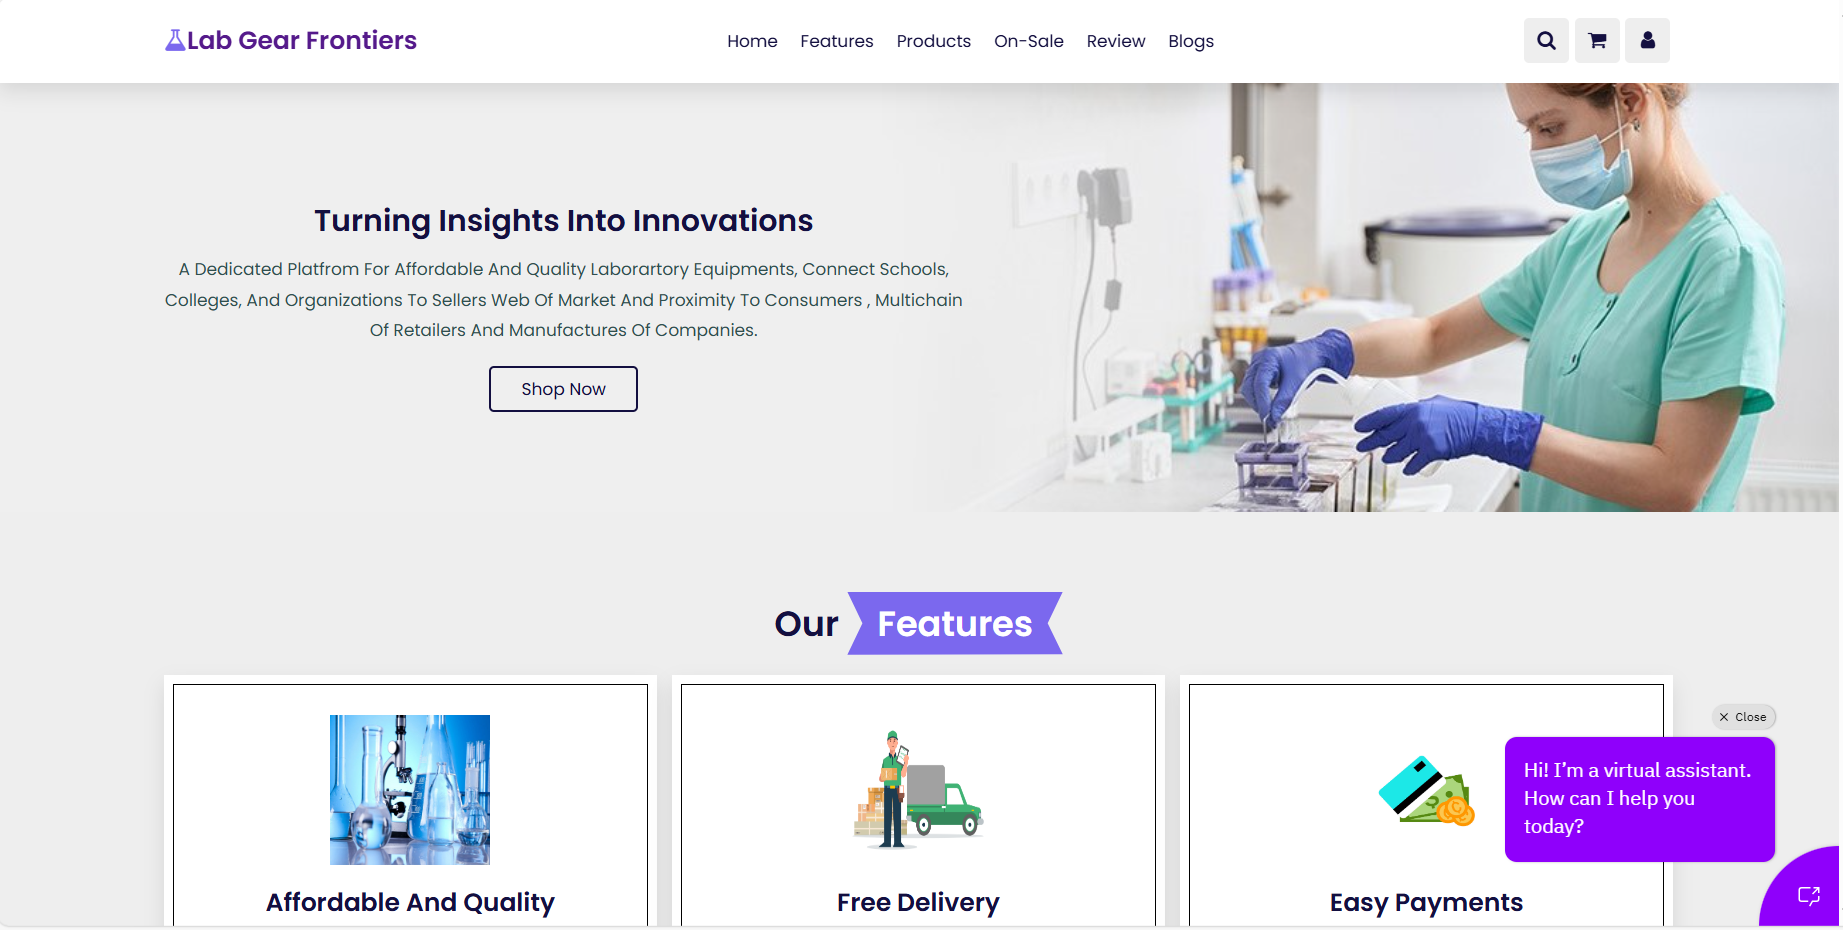 Lab Gear Frontiers
Home Features Products On-Sale Review Blogs
Turning Insights Into Innovations
A Dedicated Platfrom For Affordable And Quality Laborartory Equipments, Connect Schools,
Colleges, And Organizations To Sellers Web Of Market And Proximity To Consumers , Multichain
Of Retailers And Manufactures Of Companies.
Shop Now
Our Features
Affordable And Quality
Free Delivery
Easy Payments
Close
Hi! I'm a virtual assistant.
How can I help you
today?